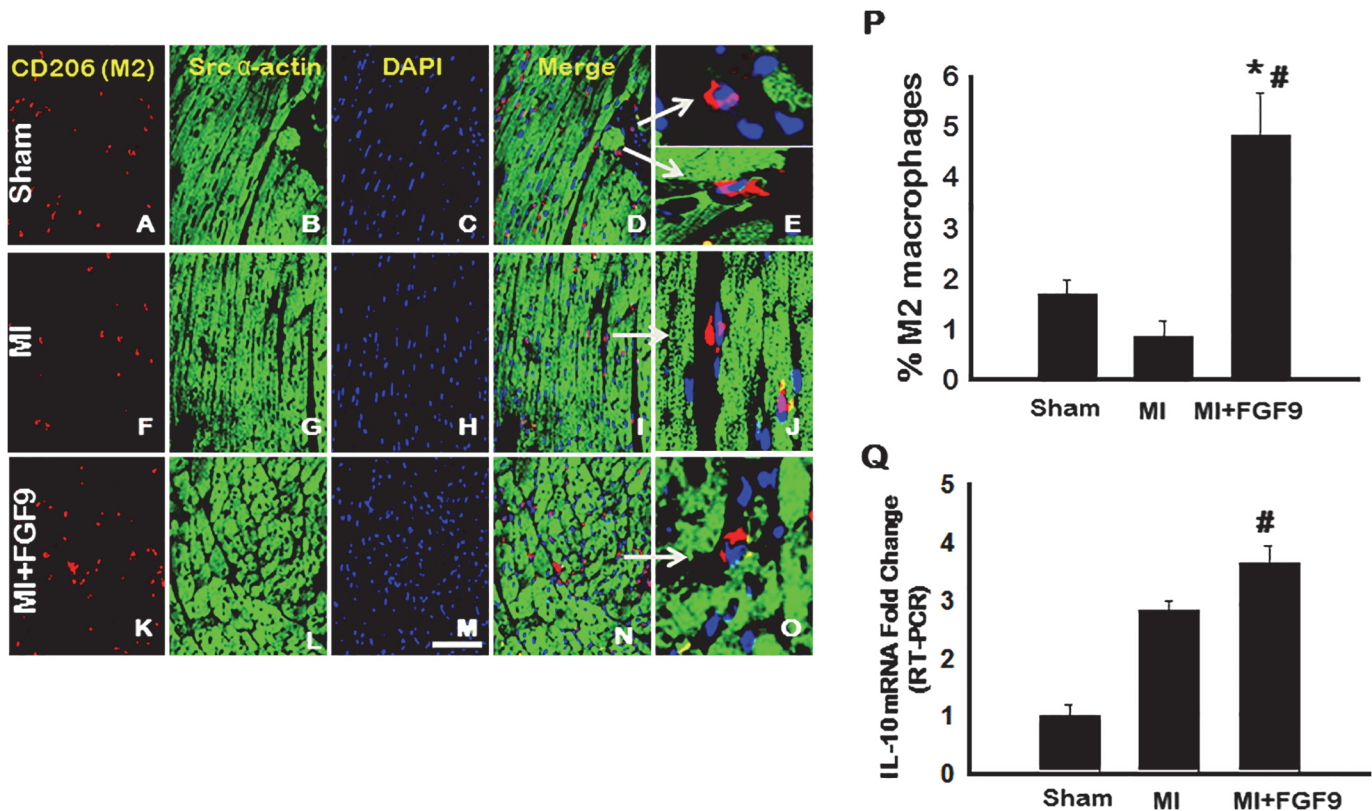 CD206 (M2) Src α-actin DAPI Merge
Sham
A B C D E
MI
F G H I J
MI+FGF9
K L M N O
P
% M2 macrophages
6
5
4
3
2
1
0
* #
Sham MI MI+FGF9
Q
IL-10 mRNA Fold Change
(RT-PCR)
5
4
3
2
1
0
#
Sham MI MI+FGF9